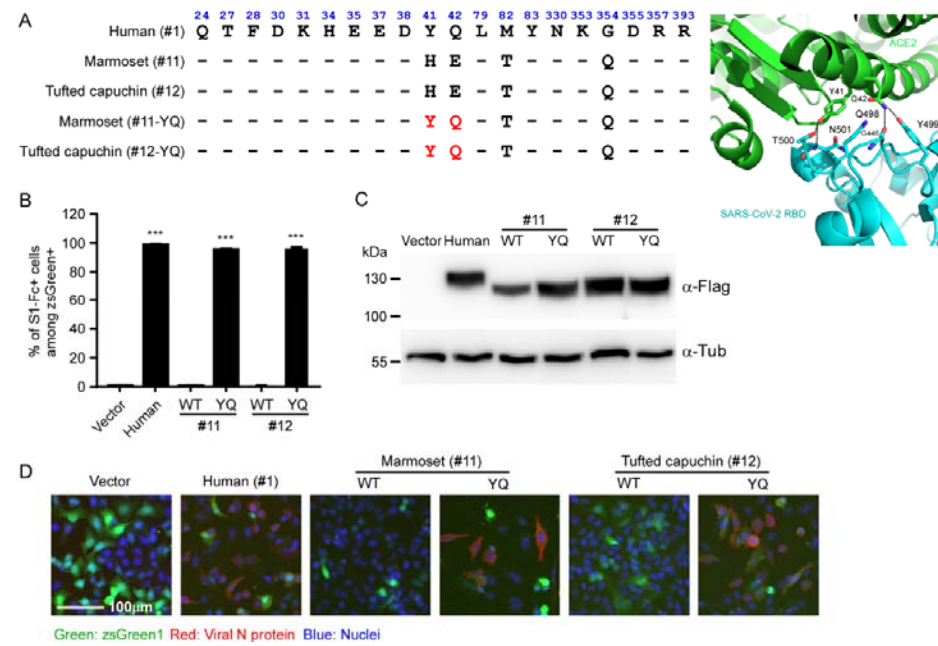 A
24 27 28 30 31 34 35 37 38 41 42 79 82 83 330 353 354 355 357 393
Human (#1) Q T F D K H E E D Y Q L M Y N K G D R R
Marmoset (#11) – – – – – – – – – H E – T – – – Q – – –
Tufted capuchin (#12) – – – – – – – – – H E – T – – – Q – – –
Marmoset (#11-YQ) – – – – – – – – – Y Q – T – – – Q – – –
Tufted capuchin (#12-YQ) – – – – – – – – – Y Q – T – – – Q – – –
ACE2
Y41
Q42
Q498
Y499
N501
G446
T500
SARS-CoV-2 RBD
B
% of S1-Fc+ cells
among zsGreen+
120
100
80
60
40
20
0
*** *** ***
Vector Human WT YQ WT YQ
#11 #12
C
#11 #12
Vector Human WT YQ WT YQ
kDa
130
100
55
α-Flag
α-Tub
D
Marmoset (#11) Tufted capuchin (#12)
Vector Human (#1) WT YQ WT YQ
100μm
Green: zsGreen1 Red: Viral N protein Blue: Nuclei